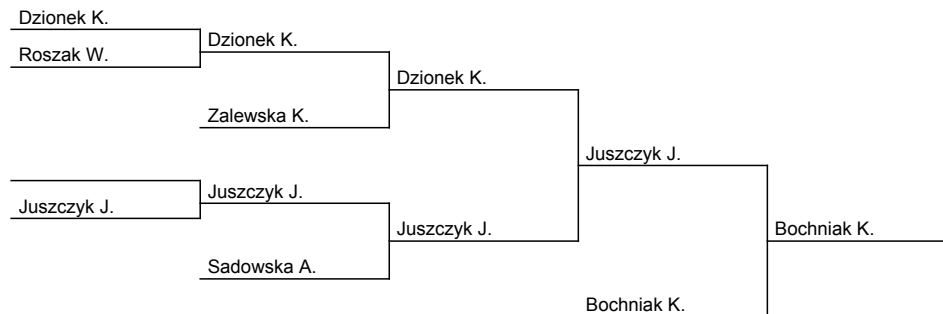 Dzionek K.
Roszak W.
Dzionek K.
Zalewska K.
Dzionek K.
Juszczyk J.
Juszczyk J.
Juszczyk J.
Sadowska A.
Juszczyk J.
Bochniak K.
Bochniak K.